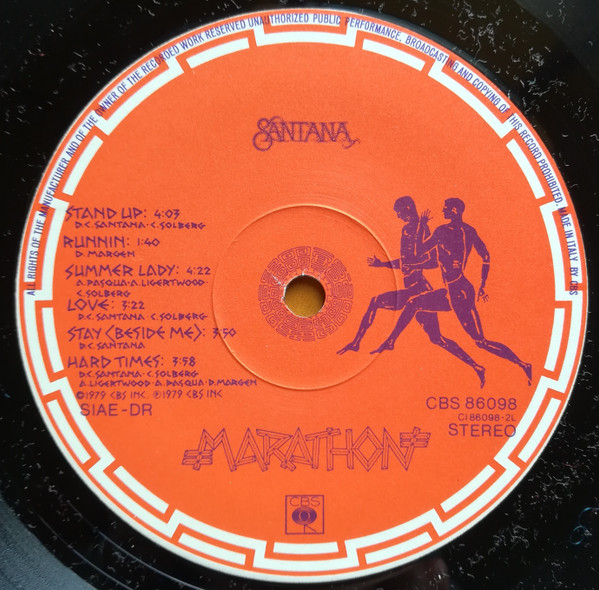 ALL RIGHTS OF THE MANUFACTURER AND OF THE OWNER OF THE RECORDED WORK RESERVED UNAUTHORIZED PUBLIC PERFORMANCE, BROADCASTING AND COPYING OF THIS RECORD PROHIBITED. MADE IN ITALY BY CBS
SANTANA
STAND UP: 4:03
D.C. SANTANA-C. SOLBERG
RUNNIN: 1:40
D. MARGEN
SUMMER LADY: 4:22
A. PASQUA-A. LIGERTWOOD-
C. SOLBERG
LOVE: 3:22
D.C. SANTANA-C. SOLBERG
STAY (BESIDE ME): 3:50
D.C. SANTANA
HARD TIMES: 3:58
D.C. SANTANA-C. SOLBERG
A. LIGERTWOOD-A. PASQUA-D. MARGEN
©1979 CBS INC. ℗1979 CBS INC
SIAE-DR
CBS 86098
CI 86098-2L
STEREO
MARATHON
CBS